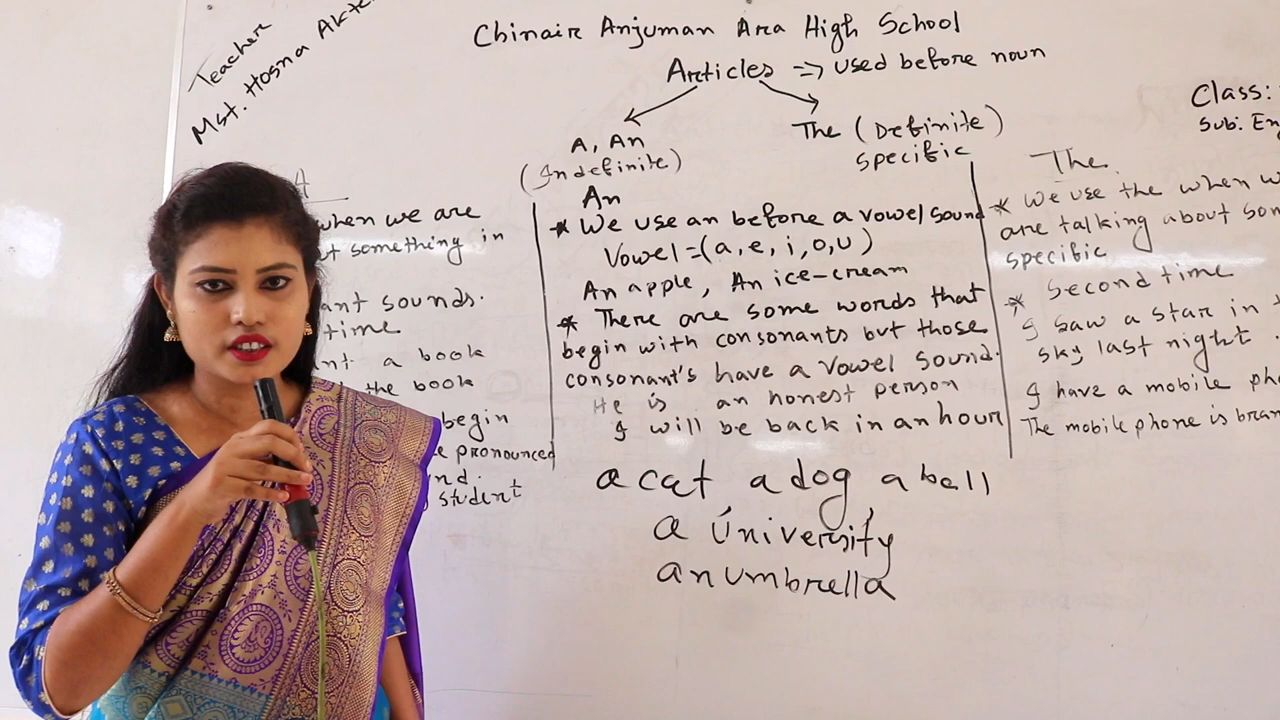 Teacher
Mst. Hosna Akte
Chinair Anjuman Ara High School
Articles => used before noun
A, An
(Indefinite)
The (Definite)
specific
Class:
Sub. En
A
when we are
something in
sounds.
time
a book
the book
begin
pronounced
student
An
* We use an before a vowel sound
Vowel = (a, e, i, o, u)
An apple, An ice-cream
* There are some words that
begin with consonants but those
consonant's have a vowel sound.
He is an honest person
I will be back in an hour
The
* We use the when w
are talking about som
specific
* Second time
I saw a star in t
sky last night.
I have a mobile pho
The mobile phone is bran
a cat a dog a ball
a University
an umbrella